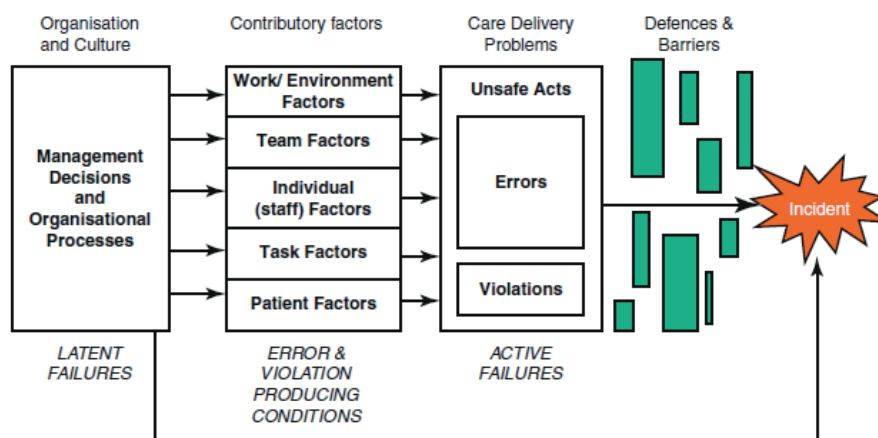 Organisation
and Culture
Contributory factors
Care Delivery
Problems
Defences &
Barriers
Management
Decisions
and
Organisational
Processes
Work/ Environment
Factors
Team Factors
Individual
(staff) Factors
Task Factors
Patient Factors
Unsafe Acts
Errors
Violations
Incident
LATENT
FAILURES
ERROR &
VIOLATION
PRODUCING
CONDITIONS
ACTIVE
FAILURES